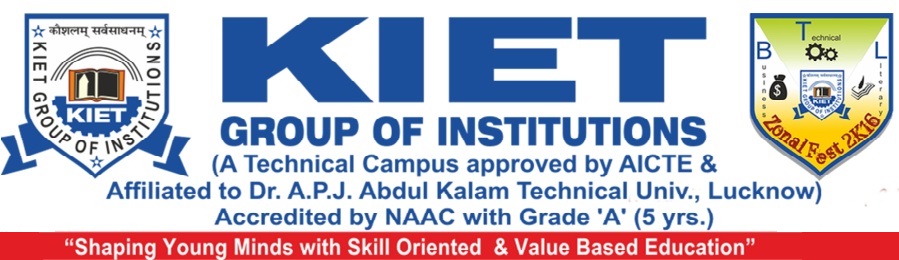 कौशलम् सर्वसाधनम्
KIET GROUP OF INSTITUTIONS
KIET
KIET
GROUP OF INSTITUTIONS
(A Technical Campus approved by AICTE &
Affiliated to Dr. A.P.J. Abdul Kalam Technical Univ., Lucknow)
Accredited by NAAC with Grade 'A' (5 yrs.)
Technical
Business
Literary
KIET
Zonal Fest 2K16
“Shaping Young Minds with Skill Oriented & Value Based Education”